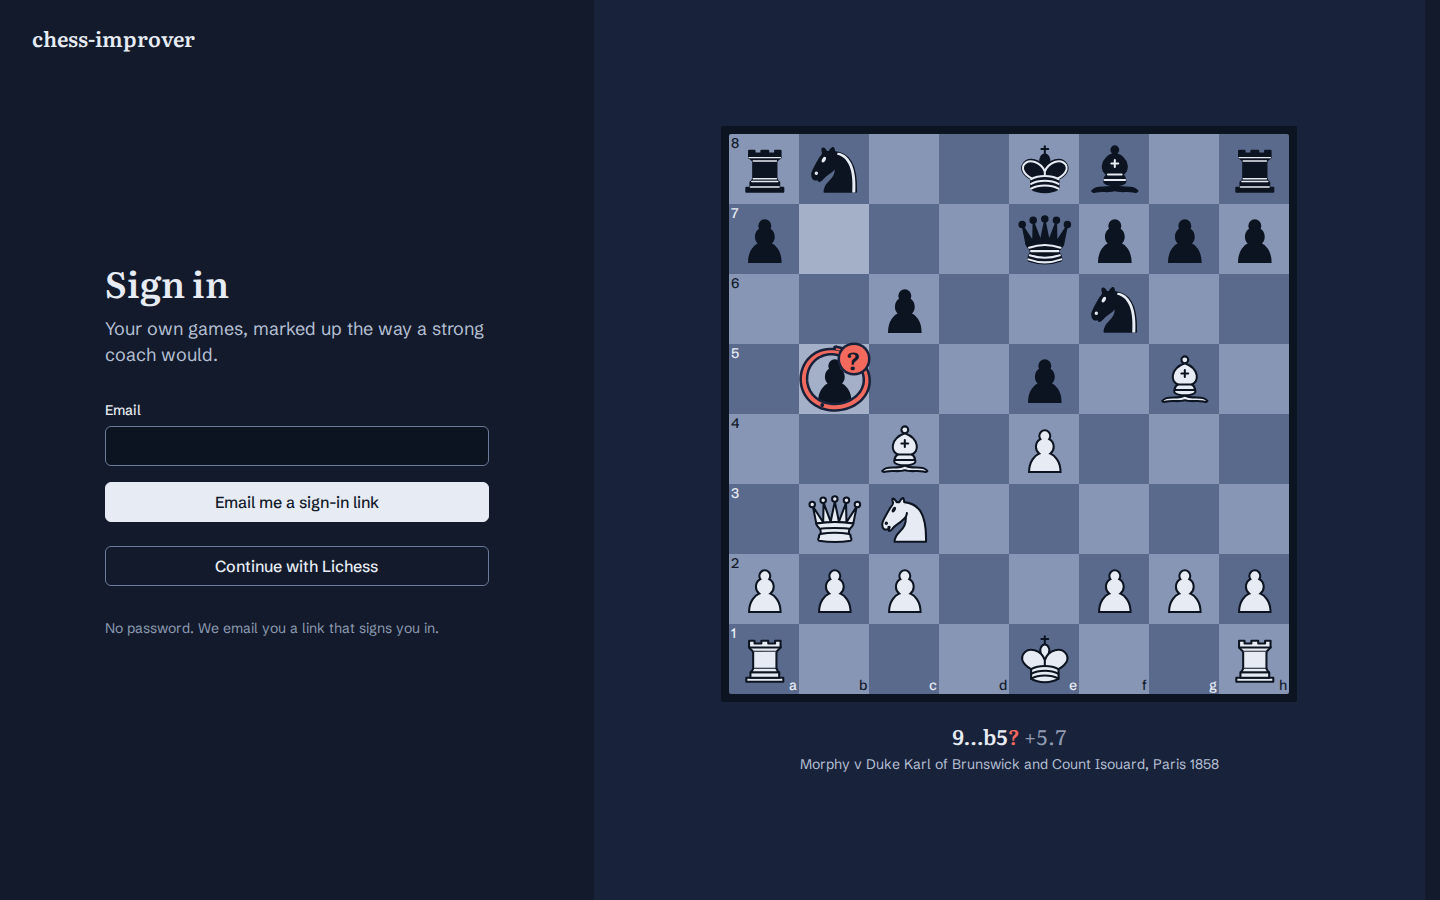 chess-improver
Sign in
Your own games, marked up the way a strong
coach would.
Email
Email me a sign-in link
Continue with Lichess
No password. We email you a link that signs you in.
8
7
6
5
?
4
3
2
1
a b c d e f g h
9...b5? +5.7
Morphy v Duke Karl of Brunswick and Count Isouard, Paris 1858